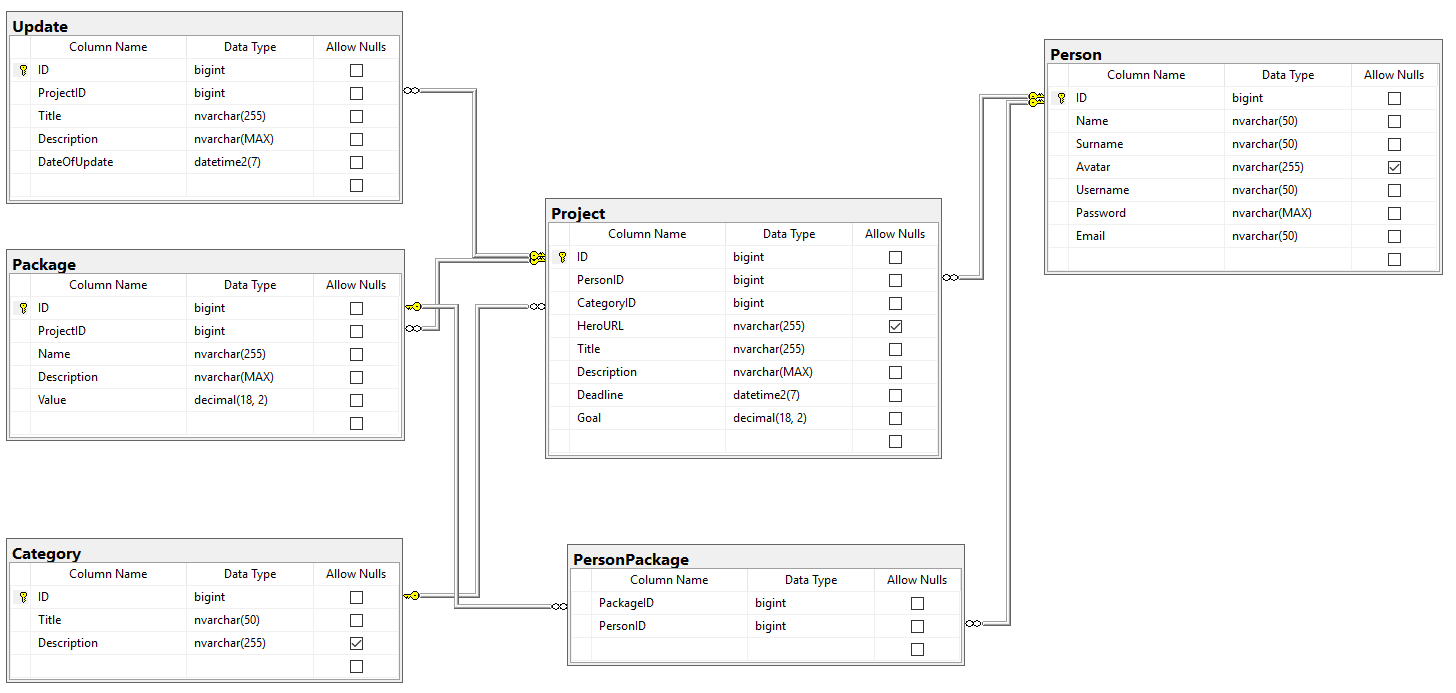 Update
Column Name Data Type Allow Nulls
ID bigint
ProjectID bigint
Title nvarchar(255)
Description nvarchar(MAX)
DateOfUpdate datetime2(7)
Package
Column Name Data Type Allow Nulls
ID bigint
ProjectID bigint
Name nvarchar(255)
Description nvarchar(MAX)
Value decimal(18, 2)
Category
Column Name Data Type Allow Nulls
ID bigint
Title nvarchar(50)
Description nvarchar(255)
Project
Column Name Data Type Allow Nulls
ID bigint
PersonID bigint
CategoryID bigint
HeroURL nvarchar(255)
Title nvarchar(255)
Description nvarchar(MAX)
Deadline datetime2(7)
Goal decimal(18, 2)
PersonPackage
Column Name Data Type Allow Nulls
PackageID bigint
PersonID bigint
Person
Column Name Data Type Allow Nulls
ID bigint
Name nvarchar(50)
Surname nvarchar(50)
Avatar nvarchar(255)
Username nvarchar(50)
Password nvarchar(MAX)
Email nvarchar(50)